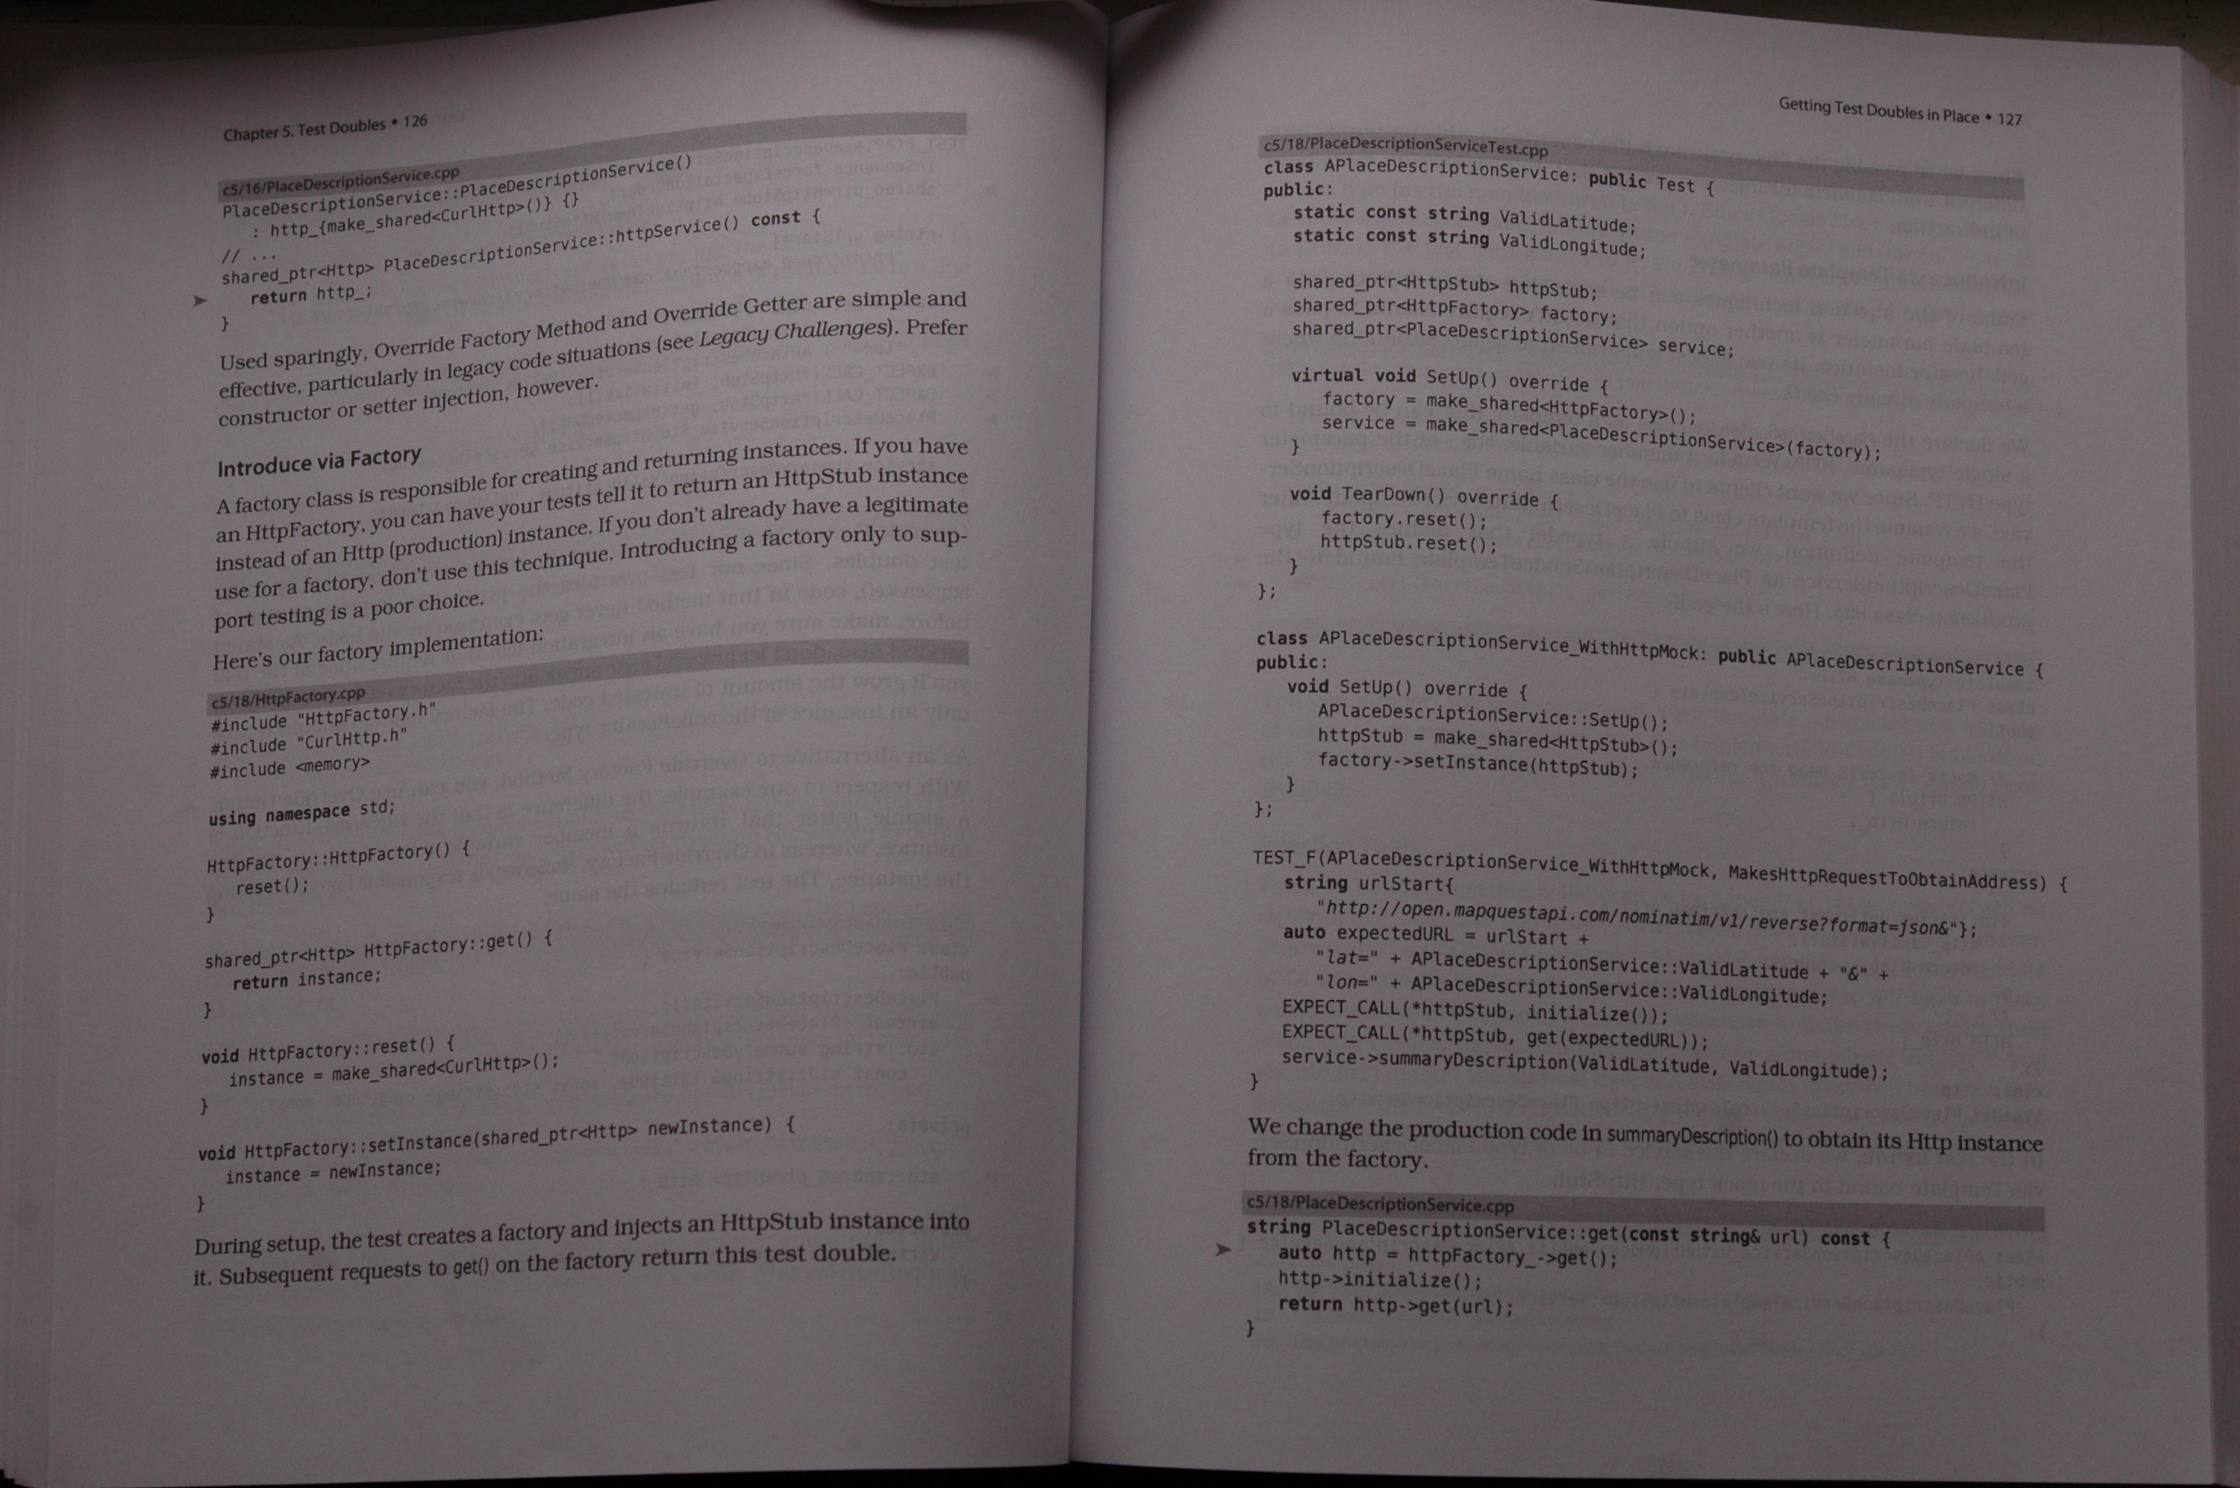 Chapter 5. Test Doubles • 126
c5/16/PlaceDescriptionService.cpp
PlaceDescriptionService::PlaceDescriptionService()
   : http_{make_shared<CurlHttp>()} {}
// ...
shared_ptr<Http> PlaceDescriptionService::httpService() const {
➤   return http_;
}
Used sparingly, Override Factory Method and Override Getter are simple and
effective, particularly in legacy code situations (see Legacy Challenges). Prefer
constructor or setter injection, however.
Introduce via Factory
A factory class is responsible for creating and returning instances. If you have
an HttpFactory, you can have your tests tell it to return an HttpStub instance
instead of an Http (production) instance. If you don't already have a legitimate
use for a factory, don't use this technique. Introducing a factory only to sup-
port testing is a poor choice.
Here's our factory implementation:
c5/18/HttpFactory.cpp
#include "HttpFactory.h"
#include "CurlHttp.h"
#include <memory>
using namespace std;
HttpFactory::HttpFactory() {
   reset();
}
shared_ptr<Http> HttpFactory::get() {
   return instance;
}
void HttpFactory::reset() {
   instance = make_shared<CurlHttp>();
}
void HttpFactory::setInstance(shared_ptr<Http> newInstance) {
   instance = newInstance;
}
During setup, the test creates a factory and injects an HttpStub instance into
it. Subsequent requests to get() on the factory return this test double.
Getting Test Doubles in Place • 127
c5/18/PlaceDescriptionServiceTest.cpp
class APlaceDescriptionService: public Test {
public:
   static const string ValidLatitude;
   static const string ValidLongitude;
   shared_ptr<HttpStub> httpStub;
   shared_ptr<HttpFactory> factory;
   shared_ptr<PlaceDescriptionService> service;
   virtual void SetUp() override {
      factory = make_shared<HttpFactory>();
      service = make_shared<PlaceDescriptionService>(factory);
   }
   void TearDown() override {
      factory.reset();
      httpStub.reset();
   }
};
class APlaceDescriptionService_WithHttpMock: public APlaceDescriptionService {
public:
   void SetUp() override {
      APlaceDescriptionService::SetUp();
      httpStub = make_shared<HttpStub>();
      factory->setInstance(httpStub);
   }
};
TEST_F(APlaceDescriptionService_WithHttpMock, MakesHttpRequestToObtainAddress) {
   string urlStart{
      "http://open.mapquestapi.com/nominatim/v1/reverse?format=json&"};
   auto expectedURL = urlStart +
      "lat=" + APlaceDescriptionService::ValidLatitude + "&" +
      "lon=" + APlaceDescriptionService::ValidLongitude;
   EXPECT_CALL(*httpStub, initialize());
   EXPECT_CALL(*httpStub, get(expectedURL));
   service->summaryDescription(ValidLatitude, ValidLongitude);
}
We change the production code in summaryDescription() to obtain its Http instance
from the factory.
c5/18/PlaceDescriptionService.cpp
string PlaceDescriptionService::get(const string& url) const {
➤   auto http = httpFactory_->get();
   http->initialize();
   return http->get(url);
}